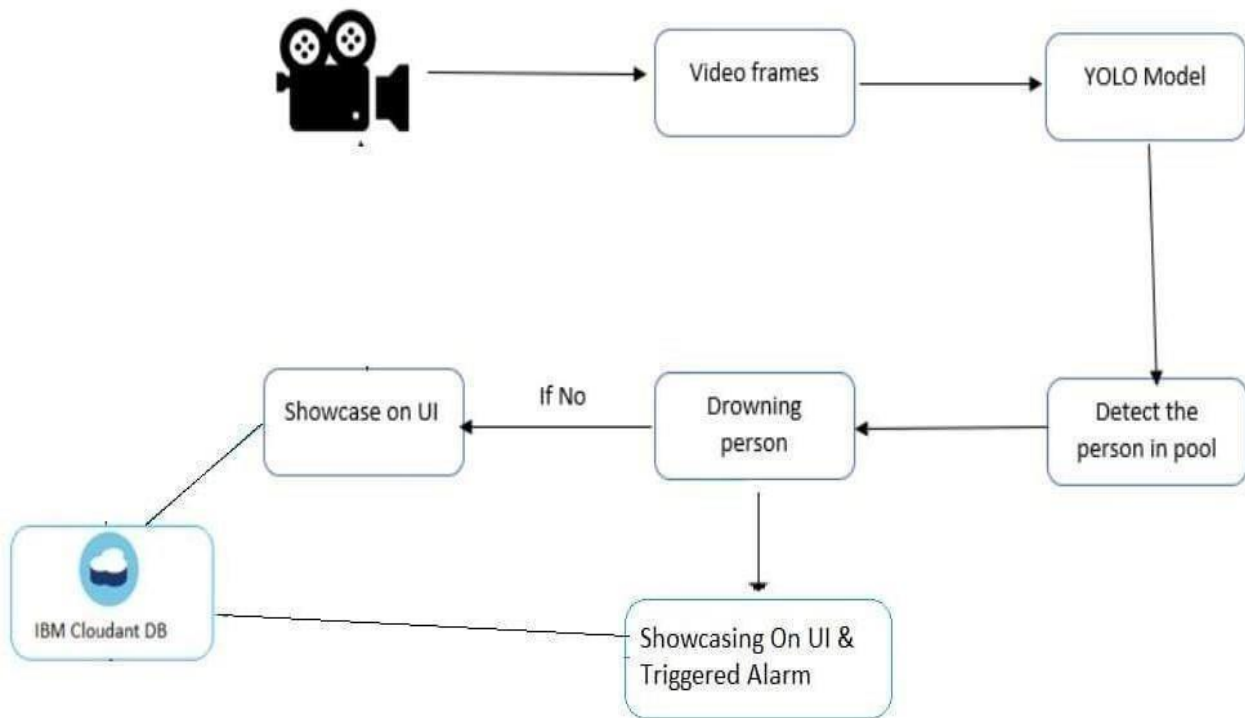 Video frames
YOLO Model
Showcase on UI
If No
Drowning
person
Detect the
person in pool
IBM Cloudant DB
Showcasing On UI &
Triggered Alarm